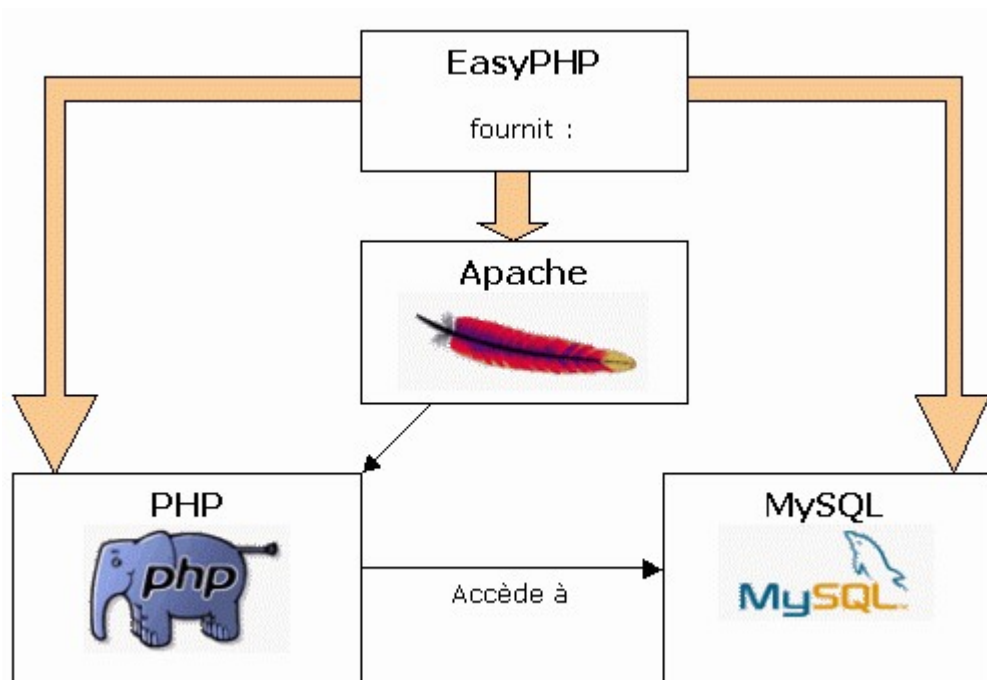 EasyPHP
fournit :
Apache
PHP
MySQL
php
Accède à
MySQL